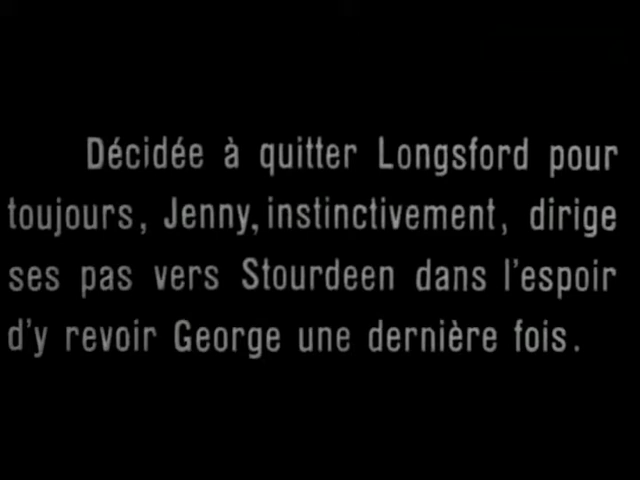 Décidée à quitter Longsford pour
toujours, Jenny, instinctivement, dirige
ses pas vers Stourdeen dans l'espoir
d'y revoir George une dernière fois.